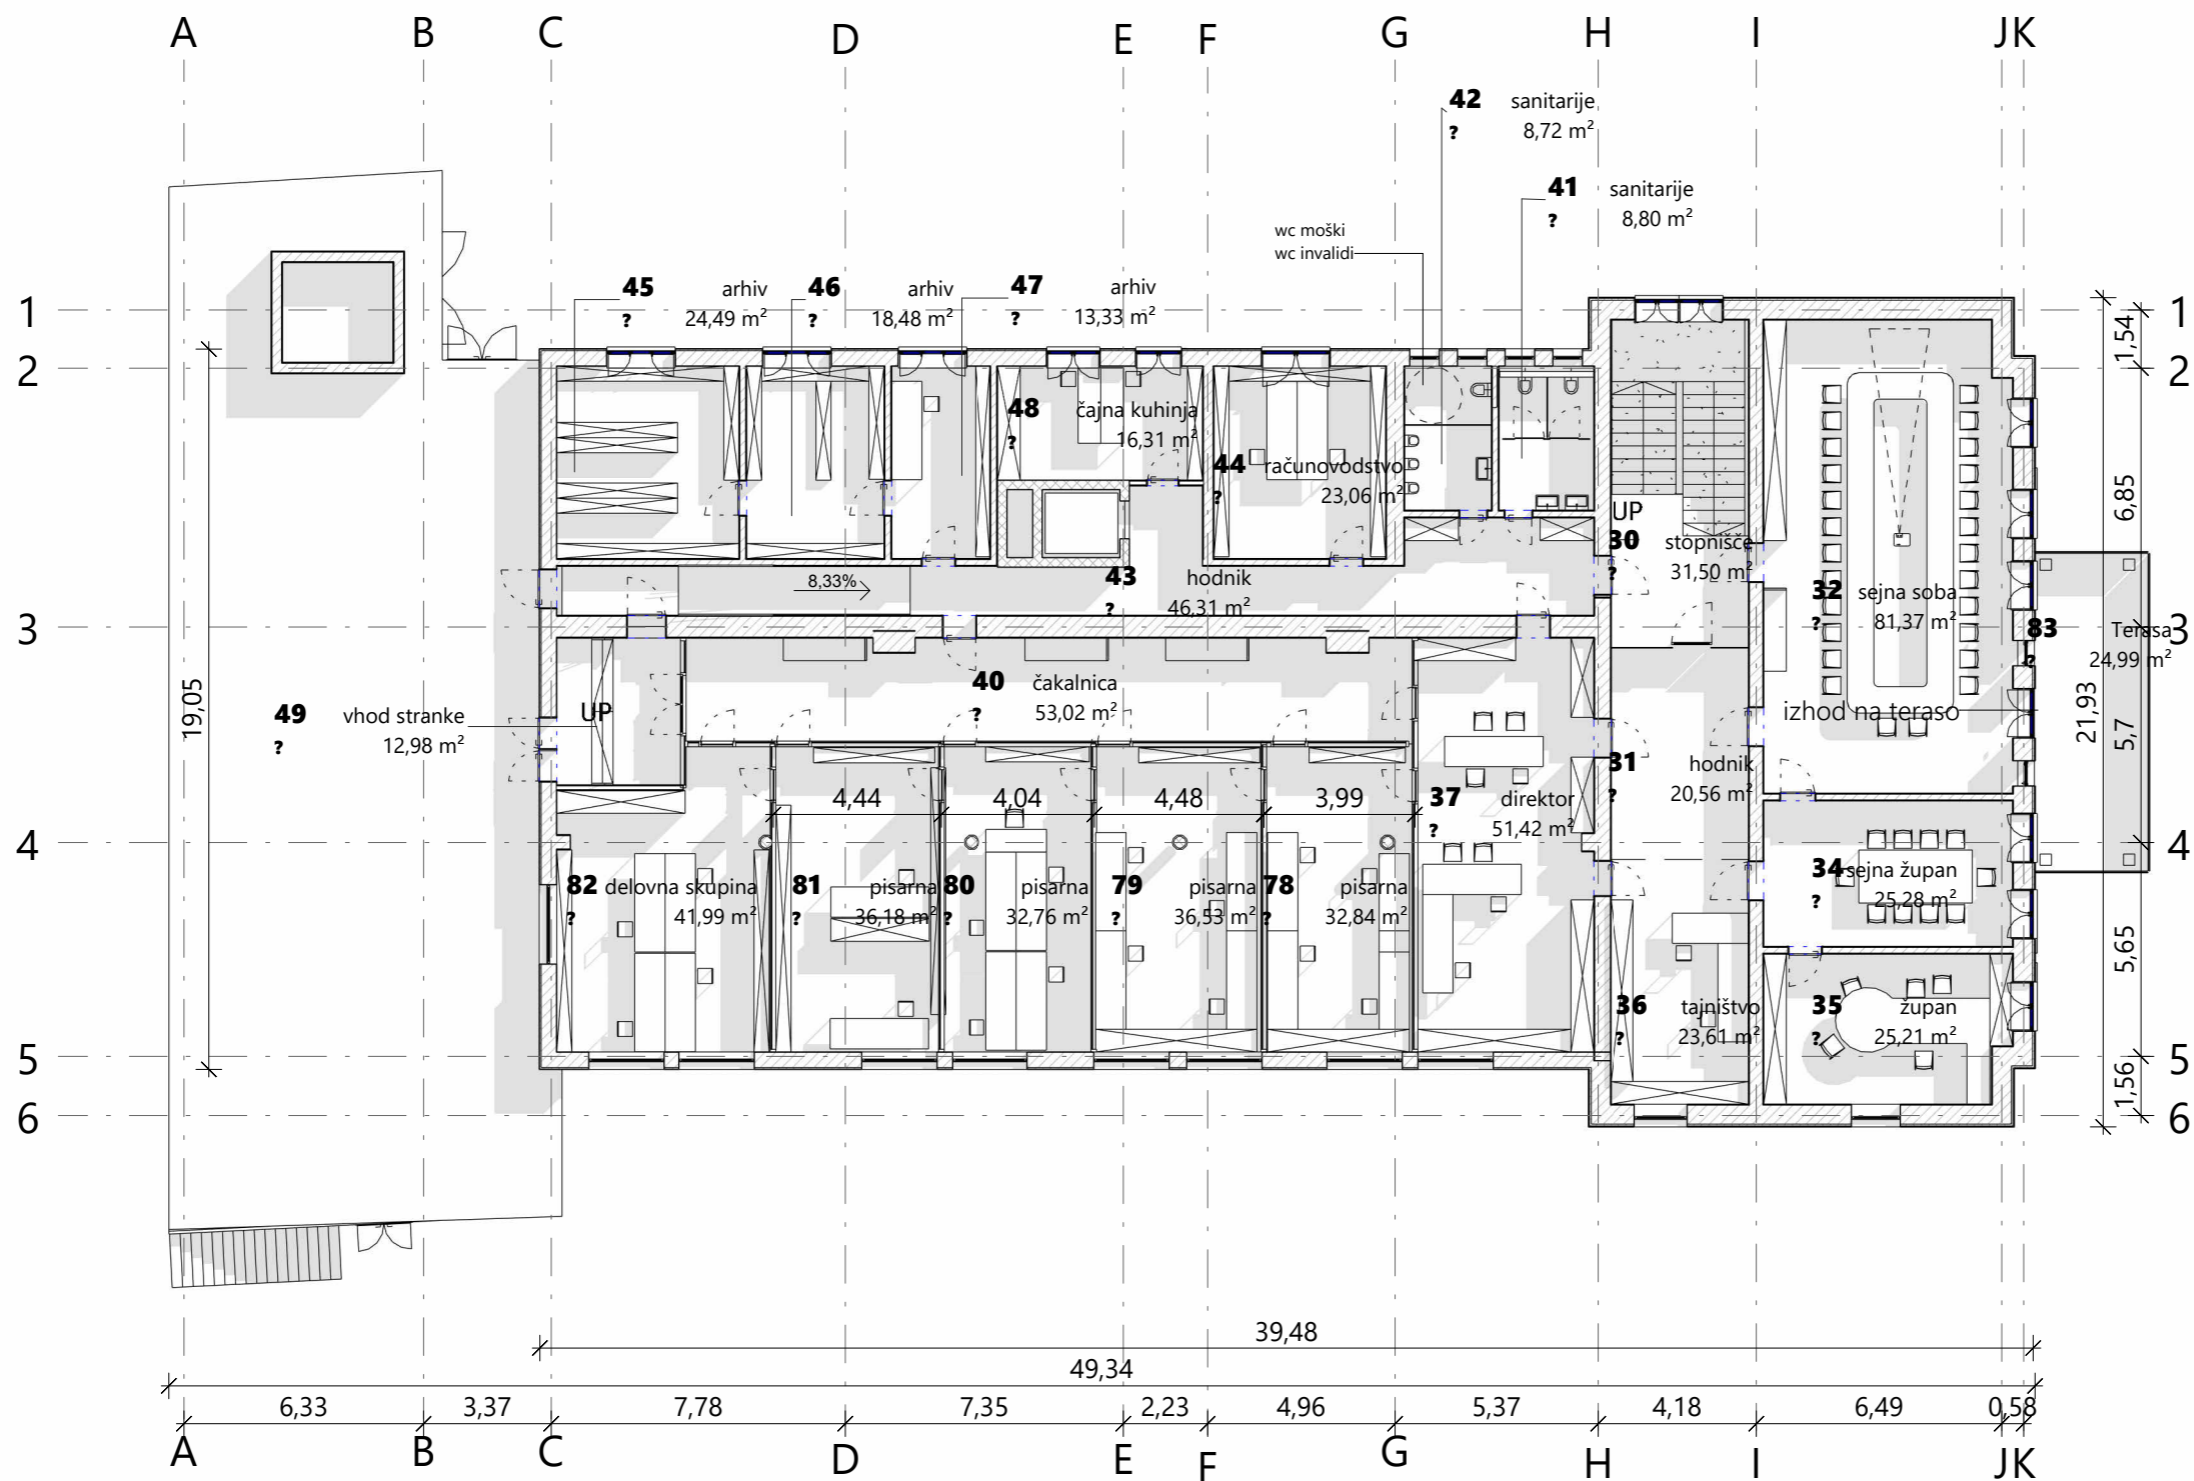 A B C D E F G H I J K
42 sanitarije
? 8,72 m²
41 sanitarije
? 8,80 m²
wc moški
wc invalidi
45 arhiv
? 24,49 m²
46 arhiv
? 18,48 m²
47 arhiv
? 13,33 m²
1 1
2 2
3 3
4 4
5 5
6 6
1,54
6,85
5,7
5,65
1,56
21,93
19,05
48 čajna kuhinja
? 16,31 m²
44 računovodstvo
? 23,06 m²
UP
30 stopnišče
? 31,50 m²
43 hodnik
? 46,31 m²
8,33%
32 sejna soba
? 81,37 m²
83 Terasa
? 24,99 m²
izhod na teraso
40 čakalnica
? 53,02 m²
49 vhod stranke
? 12,98 m²
UP
31 hodnik
? 20,56 m²
4,44
4,04
4,48
3,99
37 direktor
? 51,42 m²
82 delovna skupina
? 41,99 m²
81 pisarna
? 36,18 m²
80 pisarna
? 32,76 m²
79 pisarna
? 36,53 m²
78 pisarna
? 32,84 m²
34 sejna župan
? 25,28 m²
36 tajništvo
? 23,61 m²
35 župan
? 25,21 m²
39,48
49,34
6,33 3,37 7,78 7,35 2,23 4,96 5,37 4,18 6,49 0,58
A B C D E F G H I J K